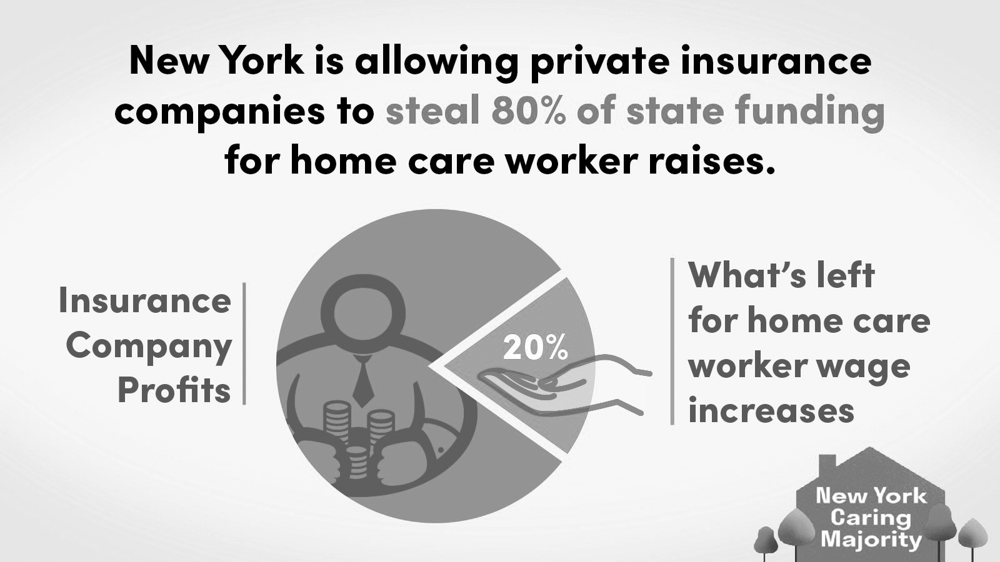 New York is allowing private insurance
companies to steal 80% of state funding
for home care worker raises.
Insurance
Company
Profits
20%
What’s left
for home care
worker wage
increases
New York
Caring
Majority